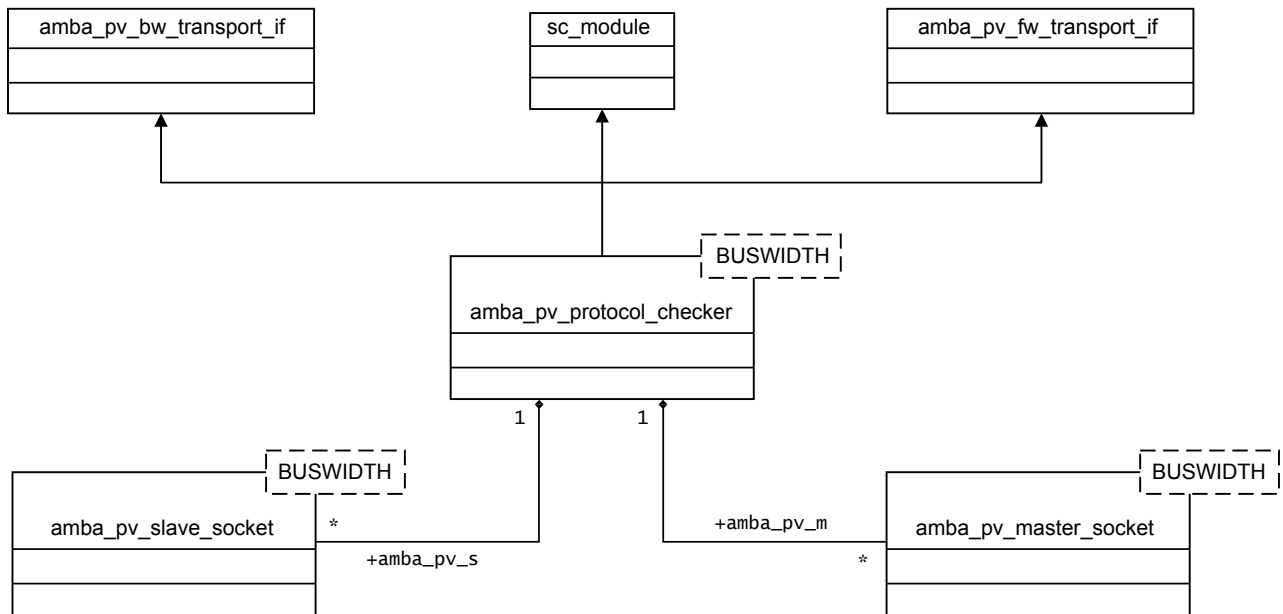 amba_pv_bw_transport_if
sc_module
amba_pv_fw_transport_if
BUSWIDTH
amba_pv_protocol_checker
1
1
BUSWIDTH
BUSWIDTH
amba_pv_slave_socket
*
+amba_pv_s
+amba_pv_m
*
amba_pv_master_socket